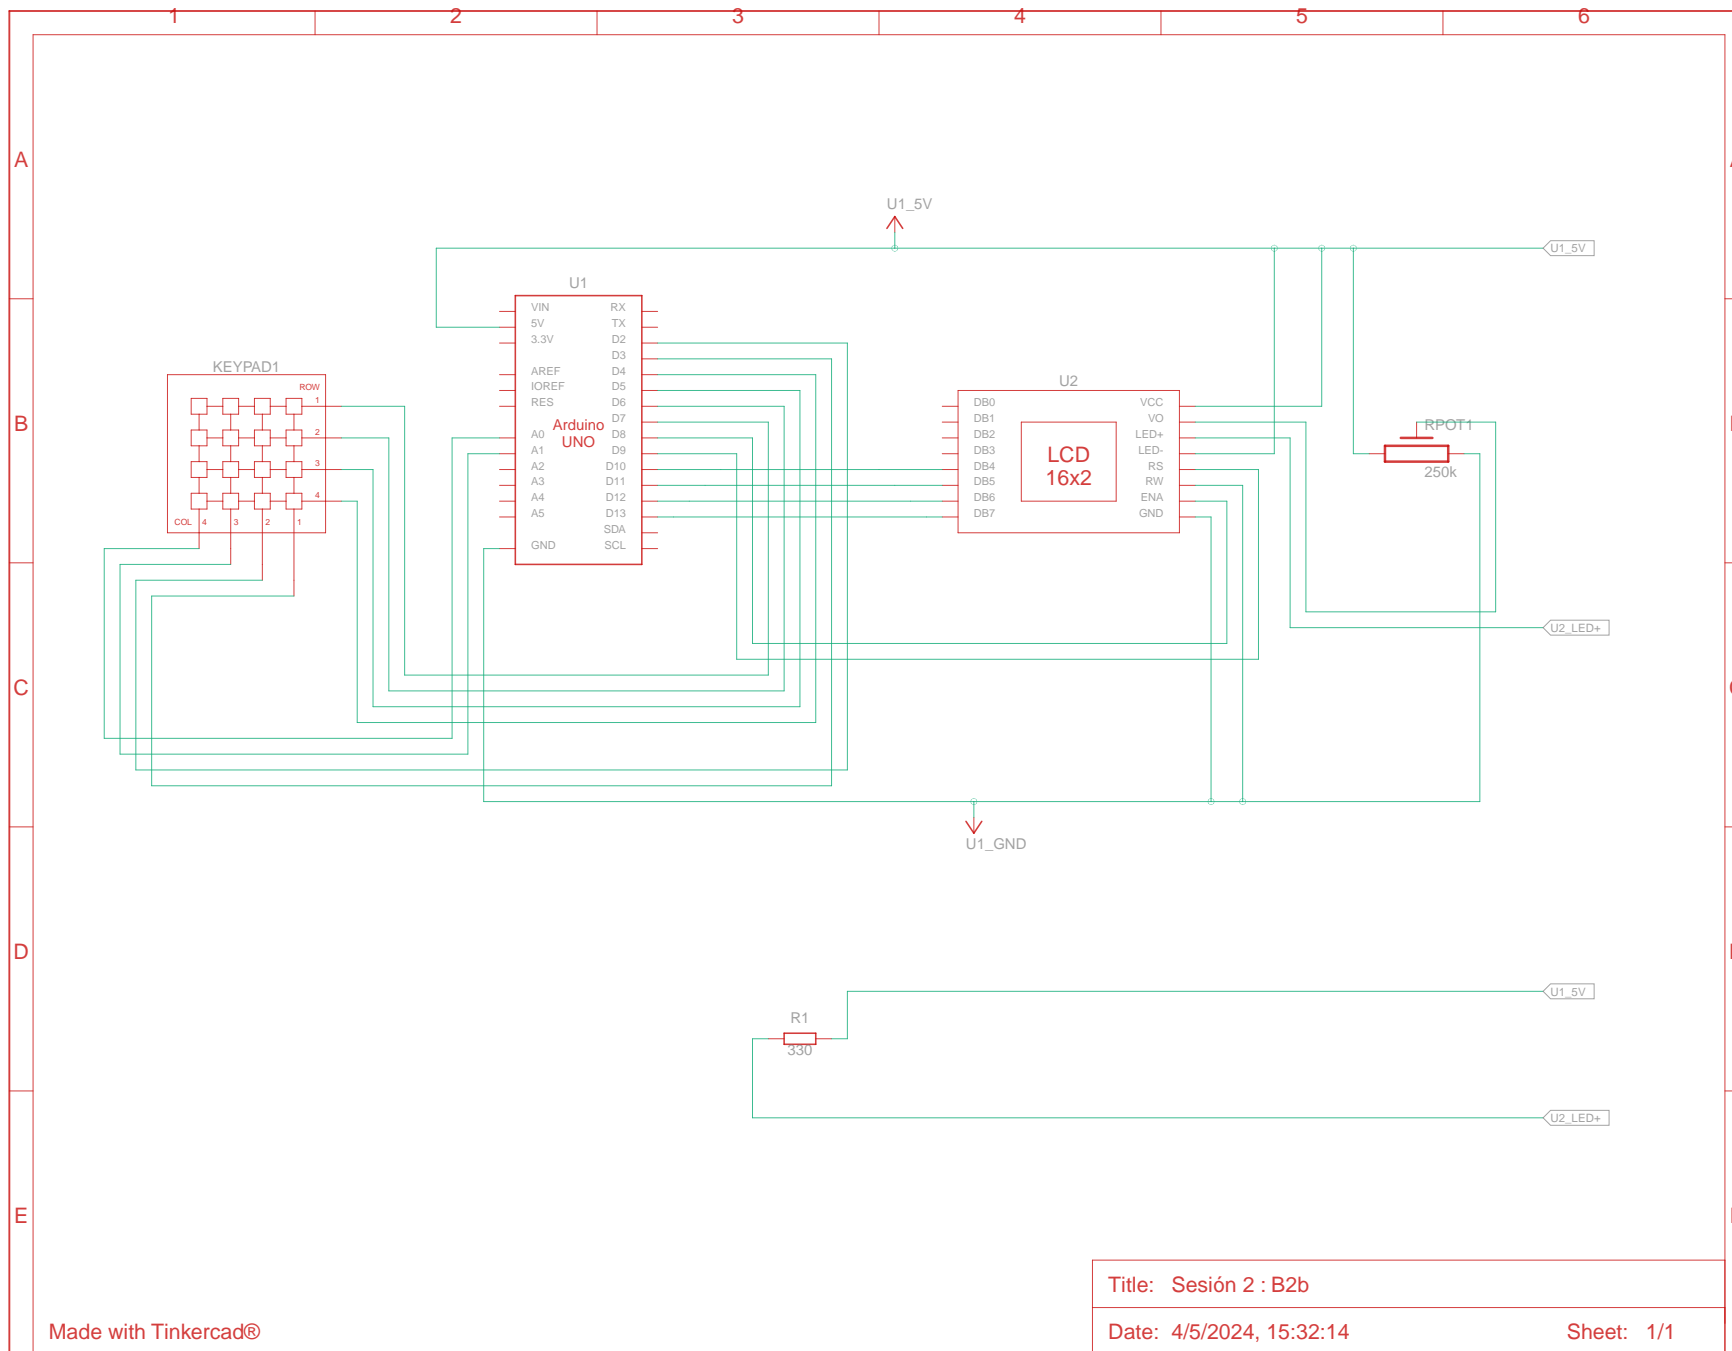 1 2 3 4 5 6
A
B
C
D
E
U1_5V
U1_5V
U1
VIN RX
5V TX
3.3V D2
D3
AREF D4
IOREF D5
RES D6
D7
A0 D8
A1 D9
A2 D10
A3 D11
A4 D12
A5 D13
SDA
GND SCL
Arduino
UNO
KEYPAD1
ROW
1
2
3
4
COL 4 3 2 1
U2
DB0 VCC
DB1 VO
DB2 LED+
DB3 LED-
DB4 RS
DB5 RW
DB6 ENA
DB7 GND
LCD
16x2
RPOT1
250k
U2_LED+
U1_GND
U1_5V
R1
330
U2_LED+
Title: Sesión 2 : B2b
Made with Tinkercad®
Date: 4/5/2024, 15:32:14 Sheet: 1/1